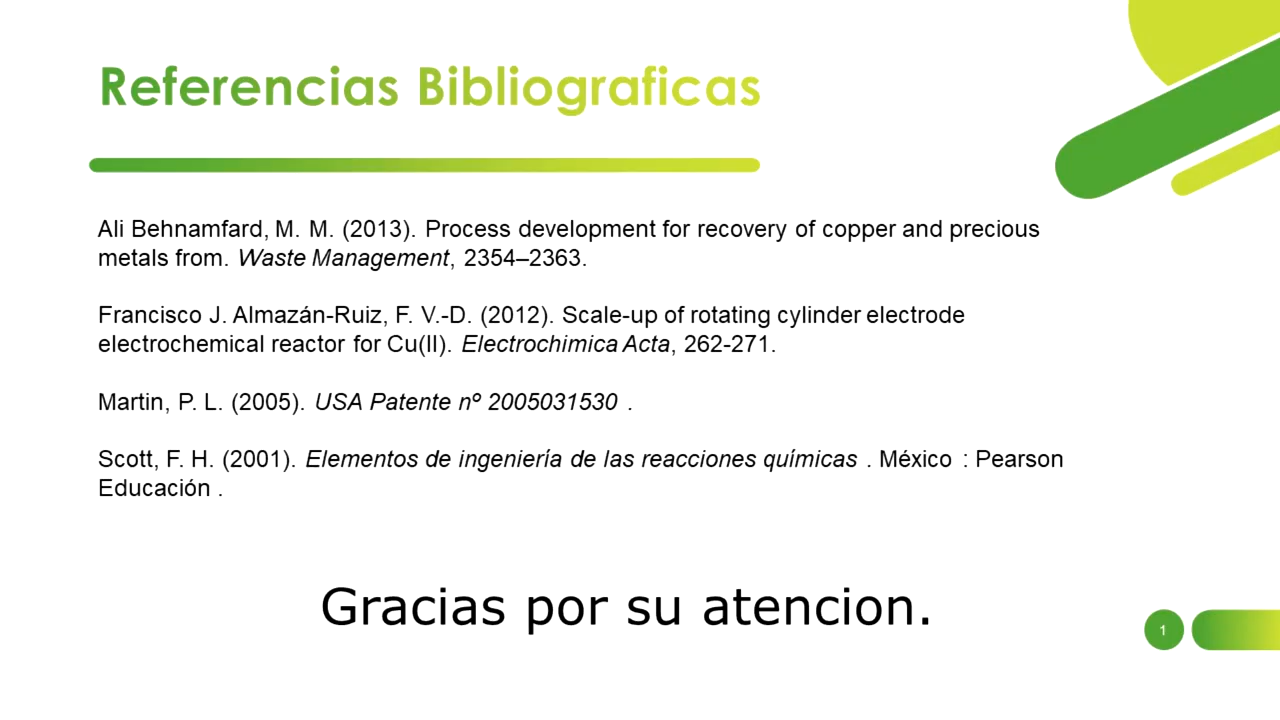 Referencias Bibliograficas
Ali Behnamfard, M. M. (2013). Process development for recovery of copper and precious
metals from. Waste Management, 2354–2363.
Francisco J. Almazán-Ruiz, F. V.-D. (2012). Scale-up of rotating cylinder electrode
electrochemical reactor for Cu(II). Electrochimica Acta, 262-271.
Martin, P. L. (2005). USA Patente nº 2005031530 .
Scott, F. H. (2001). Elementos de ingeniería de las reacciones químicas . México : Pearson
Educación .
Gracias por su atencion.
1